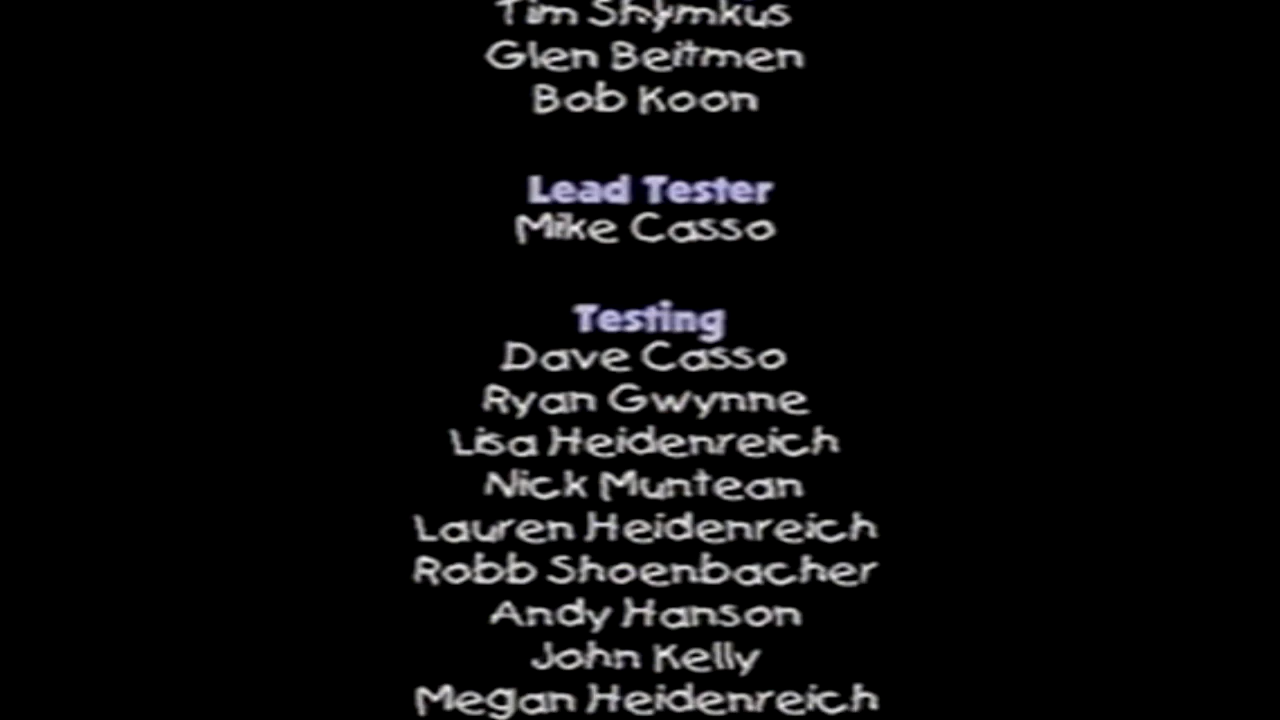 Tim Shymkus
Glen Beitmen
Bob Koon
Lead Tester
Mike Casso
Testing
Dave Casso
Ryan Gwynne
Lisa Heidenreich
Nick Muntean
Lauren Heidenreich
Robb Shoenbacher
Andy Hanson
John Kelly
Megan Heidenreich